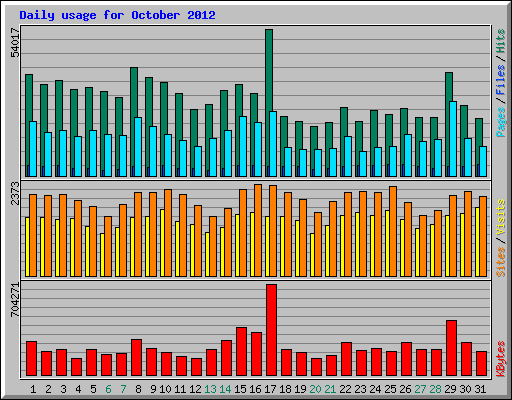 Daily usage for October 2012
54017
Pages / Files / Hits
2373
Sites / Visits
704271
KBytes
1 2 3 4 5 6 7 8 9 10 11 12 13 14 15 16 17 18 19 20 21 22 23 24 25 26 27 28 29 30 31